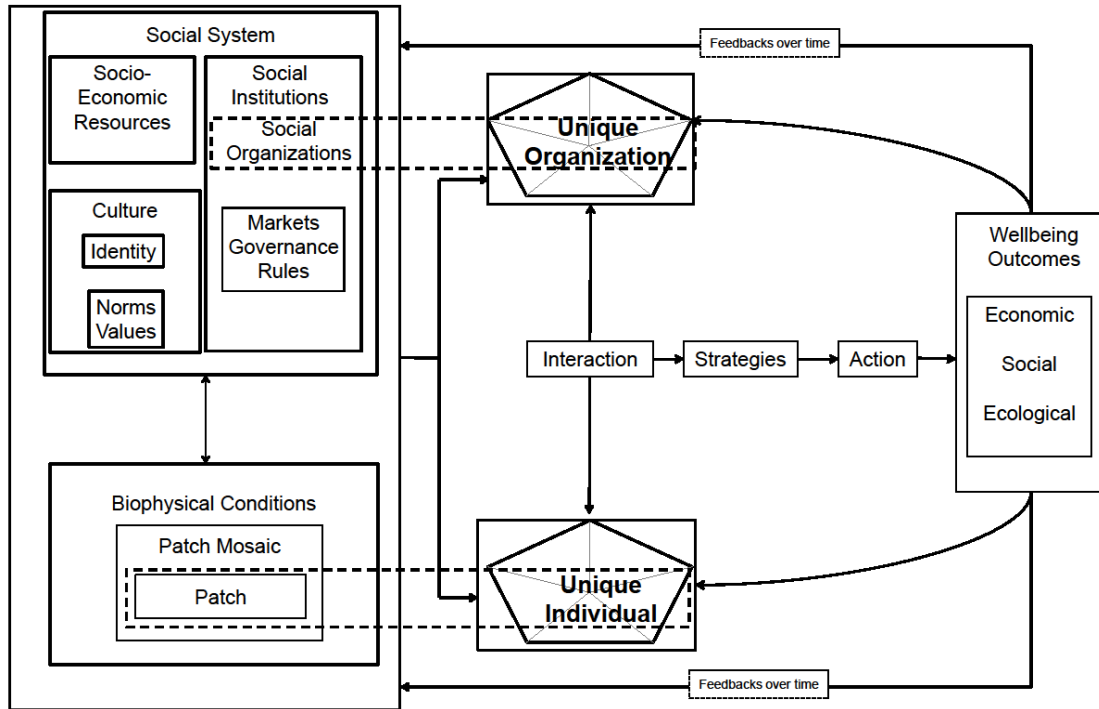 Social System
Socio-
Economic
Resources
Social
Institutions
Social
Organizations
Culture
Identity
Norms
Values
Markets
Governance
Rules
Biophysical Conditions
Patch Mosaic
Patch
Feedbacks over time
Unique
Organization
Interaction
Strategies
Action
Unique
Individual
Wellbeing
Outcomes
Economic
Social
Ecological
Feedbacks over time